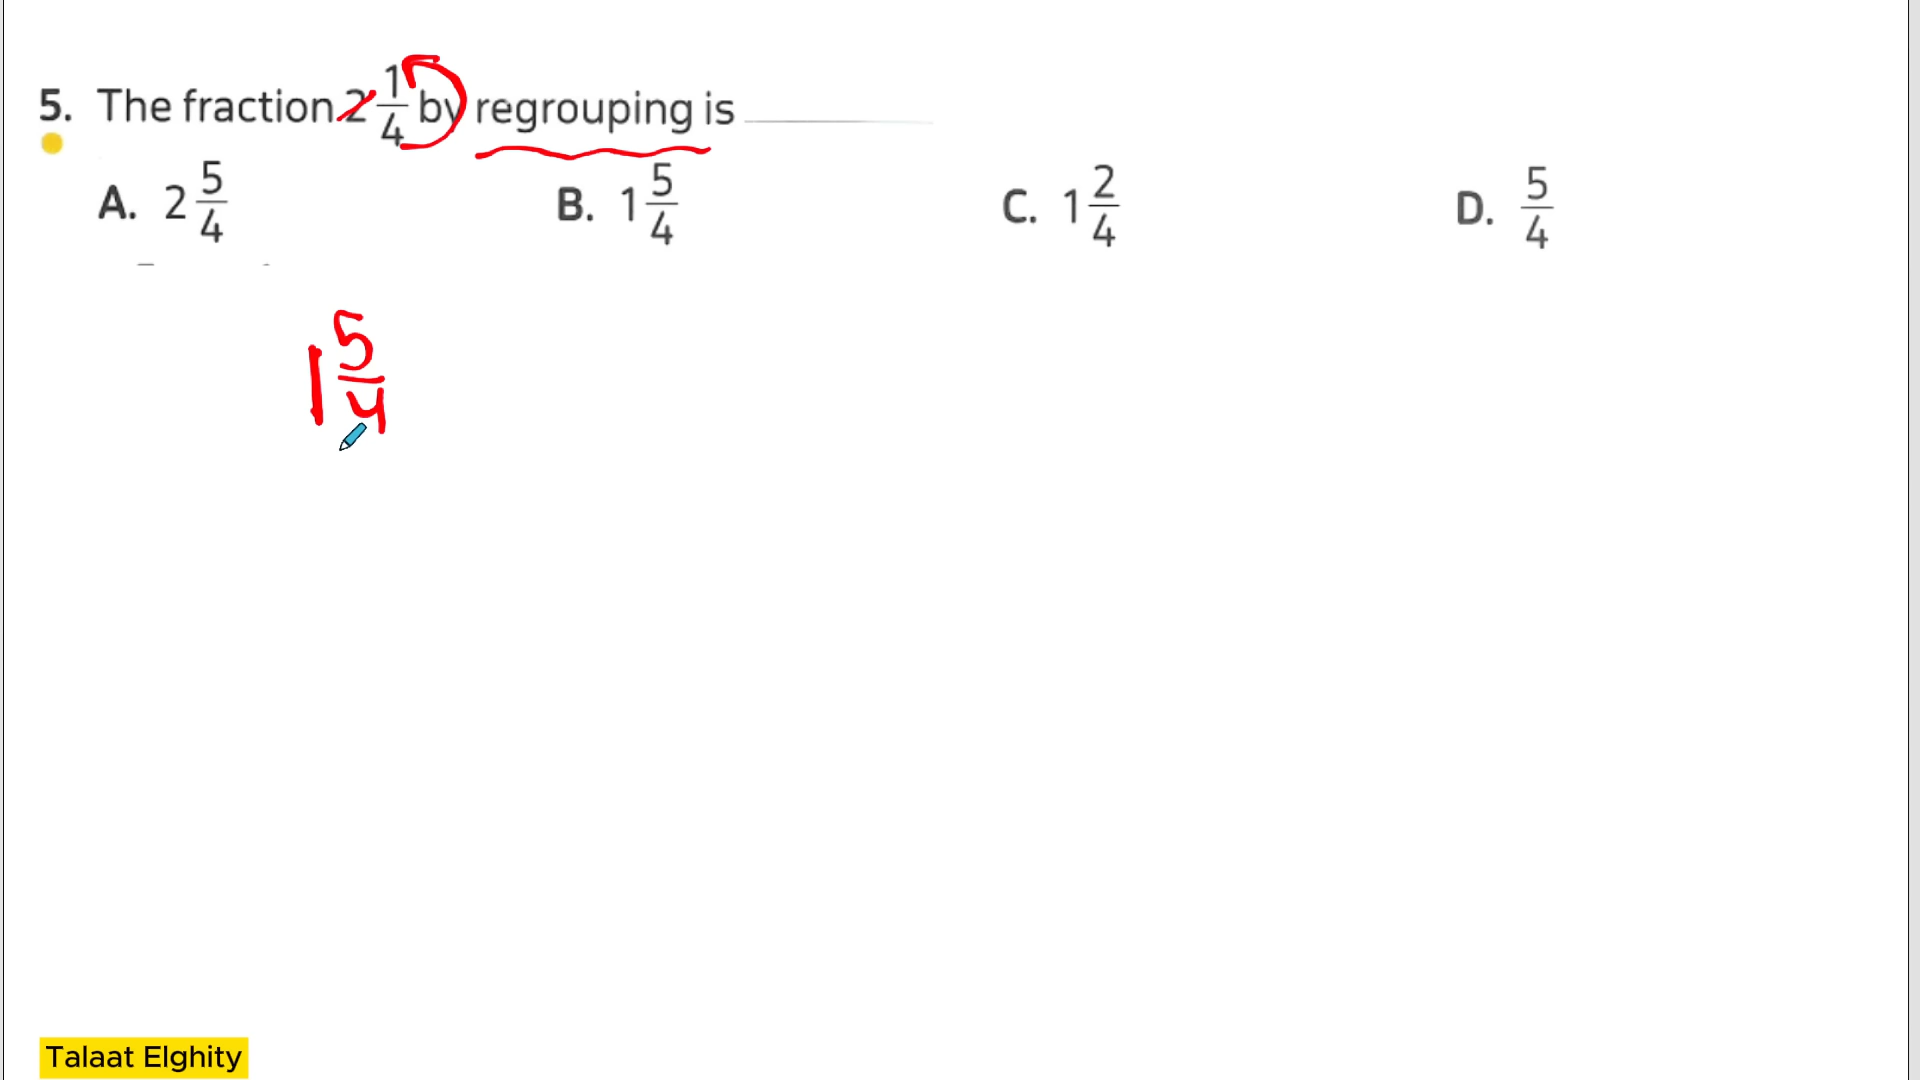 5. The fraction 2 1/4 by regrouping is
A. 2 5/4 B. 1 5/4 C. 1 2/4 D. 5/4
1 5/4
Talaat Elghity